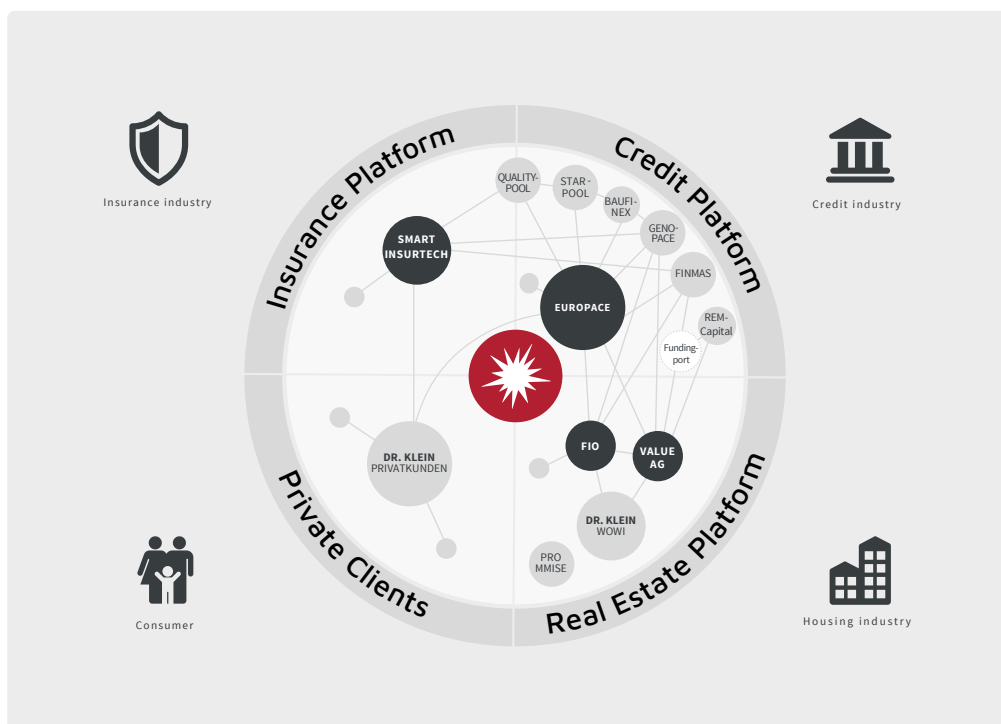 Insurance industry
Credit industry
Insurance Platform
Credit Platform
QUALITY-
POOL
STAR -
POOL
BAUFI-
NEX
GENO-
PACE
SMART
INSURTECH
FINMAS
EUROPACE
REM-
Capital
Funding-
port
FIO
VALUE
AG
DR. KLEIN
PRIVATKUNDEN
DR. KLEIN
WOWI
PRO
MMISE
Private Clients
Real Estate Platform
Consumer
Housing industry